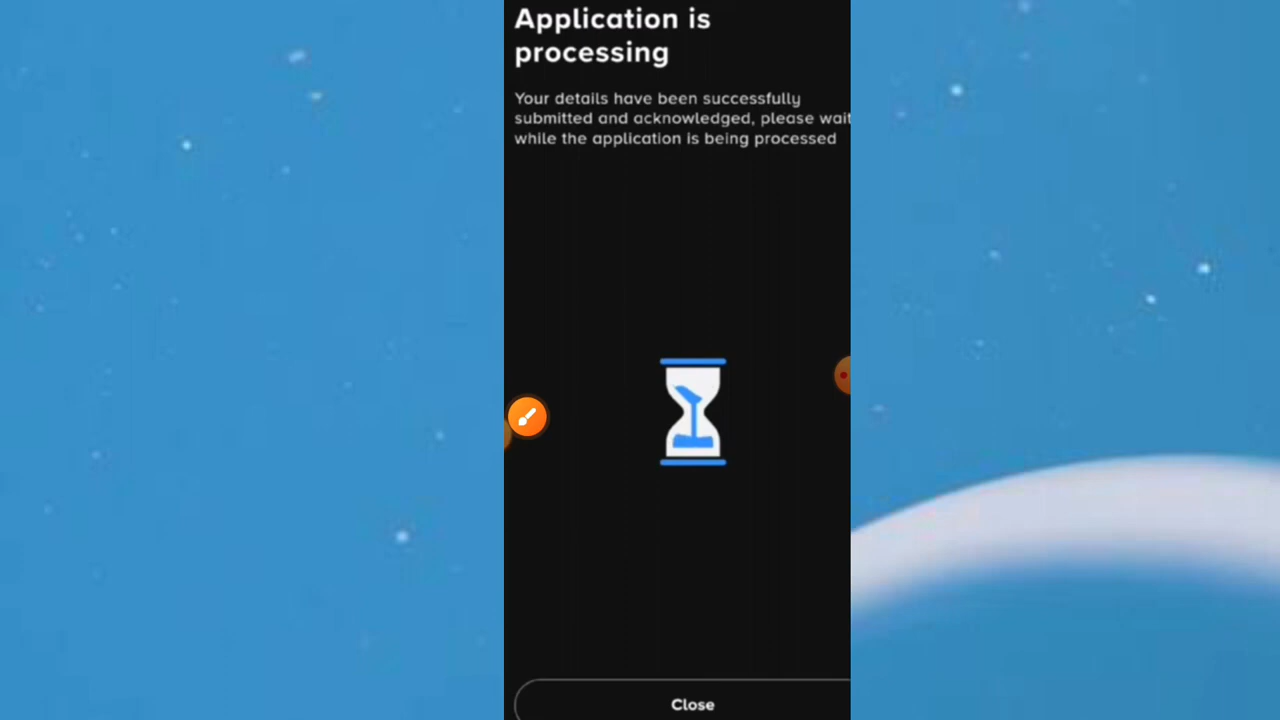 Application is
processing
Your details have been successfully
submitted and acknowledged, please wait
while the application is being processed
Close